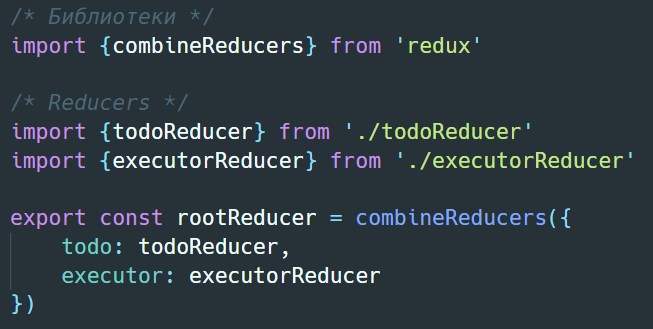 /* Библиотеки */
import {combineReducers} from 'redux'
/* Reducers */
import {todoReducer} from './todoReducer'
import {executorReducer} from './executorReducer'
export const rootReducer = combineReducers({
    todo: todoReducer,
    executor: executorReducer
})